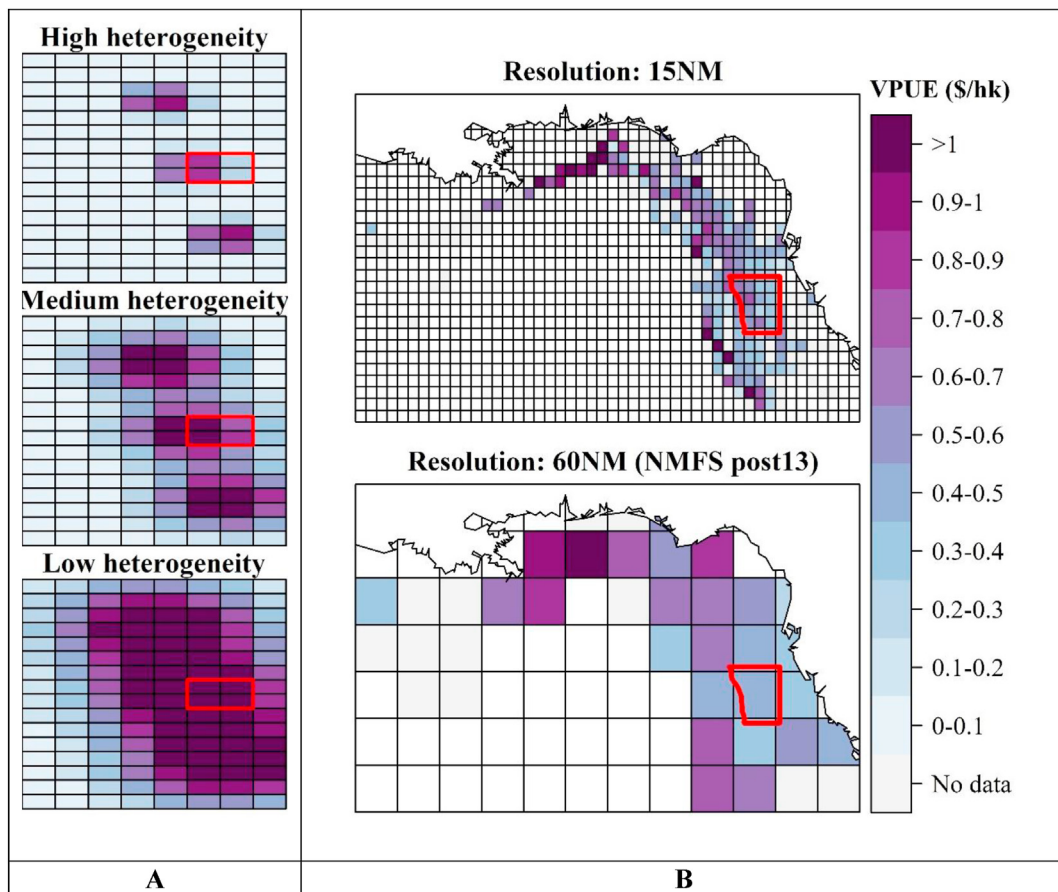 High heterogeneity
Medium heterogeneity
Low heterogeneity
A
Resolution: 15NM
Resolution: 60NM (NMFS post13)
VPUE ($/hk)
>1
0.9-1
0.8-0.9
0.7-0.8
0.6-0.7
0.5-0.6
0.4-0.5
0.3-0.4
0.2-0.3
0.1-0.2
0-0.1
No data
B